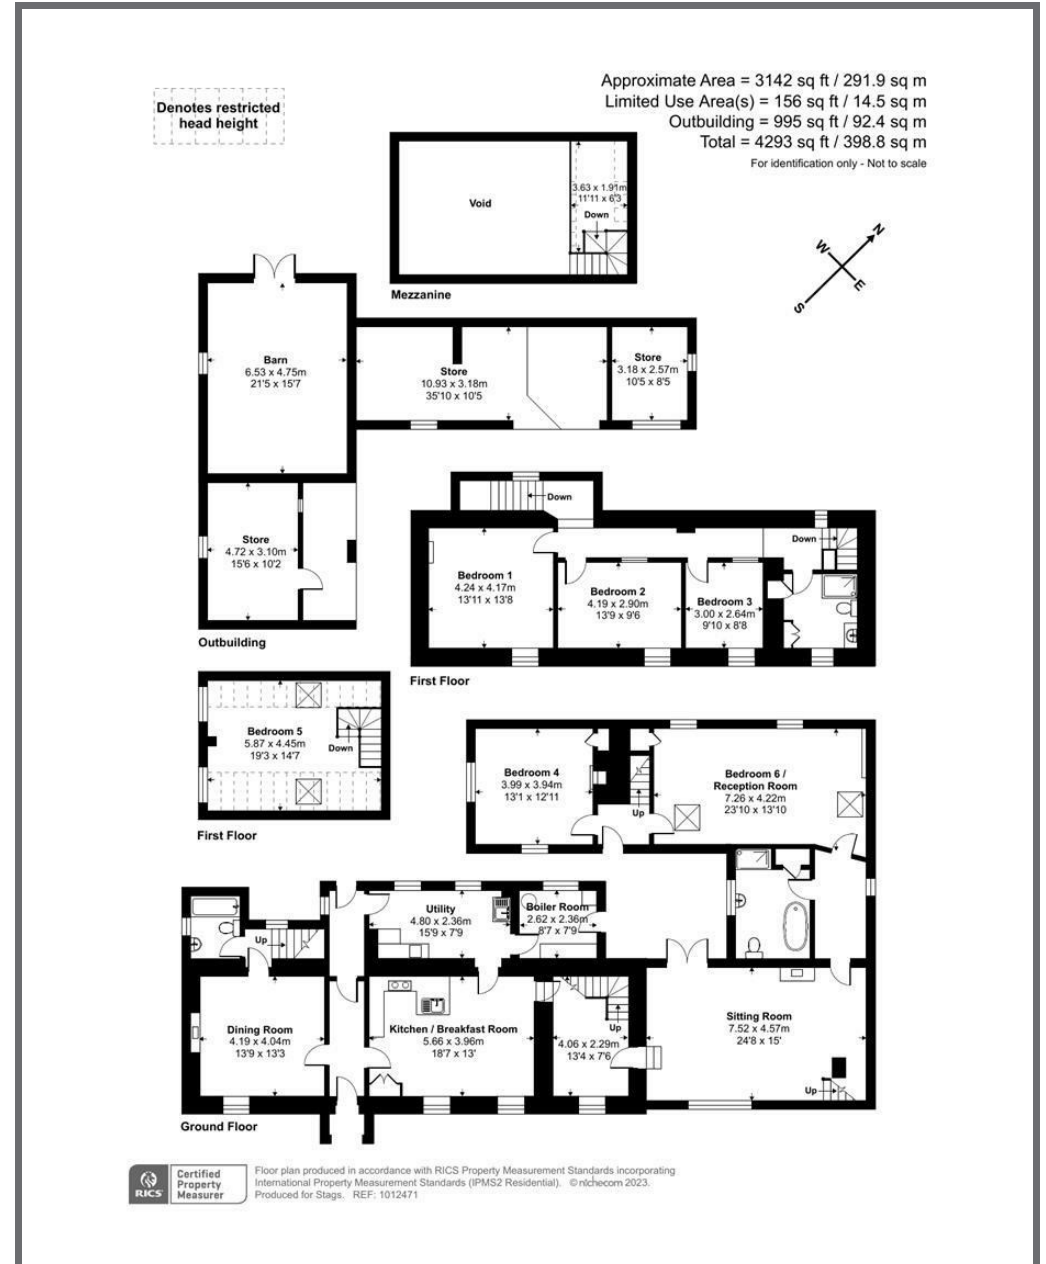 Denotes restricted
head height
Approximate Area = 3142 sq ft / 291.9 sq m
Limited Use Area(s) = 156 sq ft / 14.5 sq m
Outbuilding = 995 sq ft / 92.4 sq m
Total = 4293 sq ft / 398.8 sq m
For identification only - Not to scale
N
W
E
S
Void
3.63 x 1.91m
11'11 x 6'3
Down
Mezzanine
Barn
6.53 x 4.75m
21'5 x 15'7
Store
10.93 x 3.18m
35'10 x 10'5
Store
3.18 x 2.57m
10'5 x 8'5
Store
4.72 x 3.10m
15'6 x 10'2
Outbuilding
Down
Down
Bedroom 1
4.24 x 4.17m
13'11 x 13'8
Bedroom 2
4.19 x 2.90m
13'9 x 9'6
Bedroom 3
3.00 x 2.64m
9'10 x 8'8
First Floor
Bedroom 5
5.87 x 4.45m
19'3 x 14'7
Down
First Floor
Bedroom 4
3.99 x 3.94m
13'1 x 12'11
Up
Bedroom 6 /
Reception Room
7.26 x 4.22m
23'10 x 13'10
Utility
4.80 x 2.36m
15'9 x 7'9
Boiler Room
2.62 x 2.36m
8'7 x 7'9
Up
Dining Room
4.19 x 4.04m
13'9 x 13'3
Kitchen / Breakfast Room
5.66 x 3.96m
18'7 x 13'
Up
4.06 x 2.29m
13'4 x 7'6
Sitting Room
7.52 x 4.57m
24'8 x 15'
Up
Ground Floor
RICS
Certified
Property
Measurer
Floor plan produced in accordance with RICS Property Measurement Standards incorporating
International Property Measurement Standards (IPMS2 Residential). © nichecom 2023.
Produced for Stags. REF: 1012471